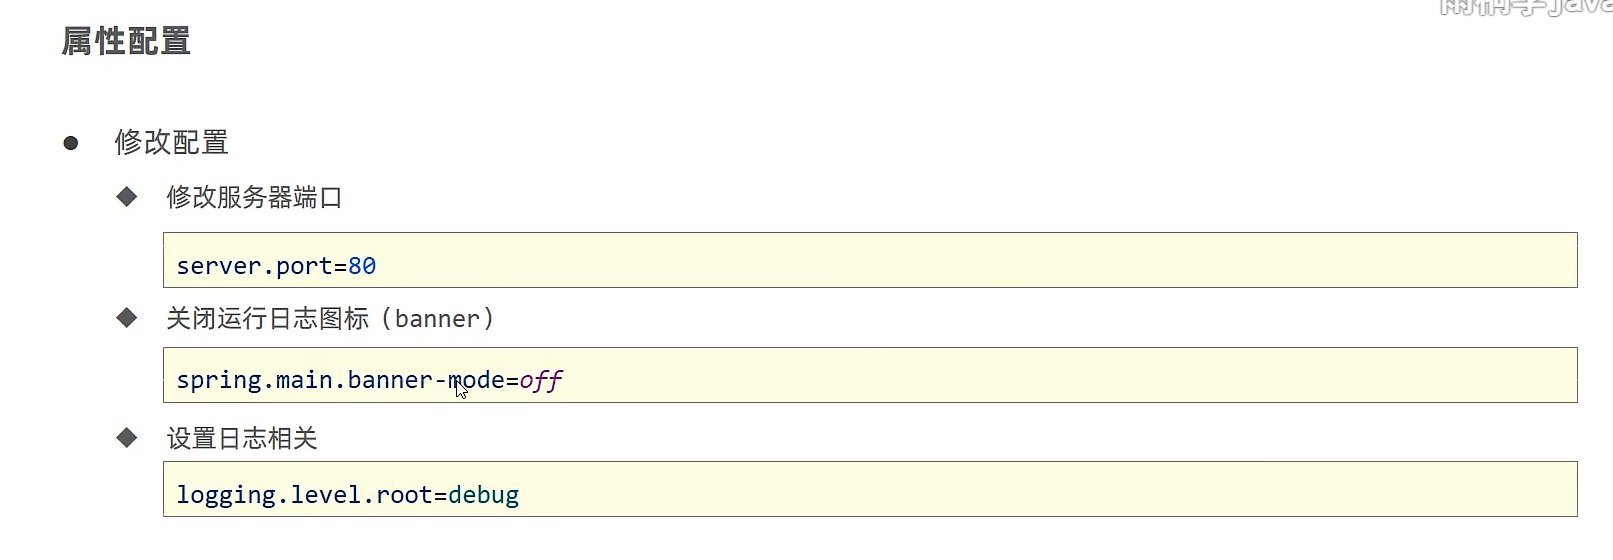 属性配置
修改配置
修改服务器端口
server.port=80
关闭运行日志图标（banner）
spring.main.banner-mode=off
设置日志相关
logging.level.root=debug